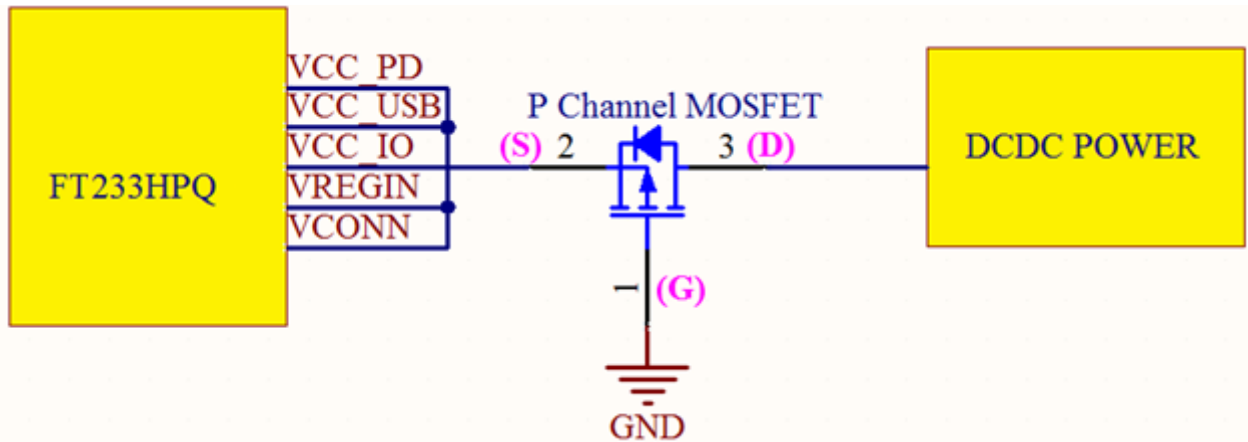 VCC_PD
VCC_USB
VCC_IO
VREGIN
VCONN
FT233HPQ
P Channel MOSFET
(S) 2
3 (D)
1 (G)
GND
DCDC POWER